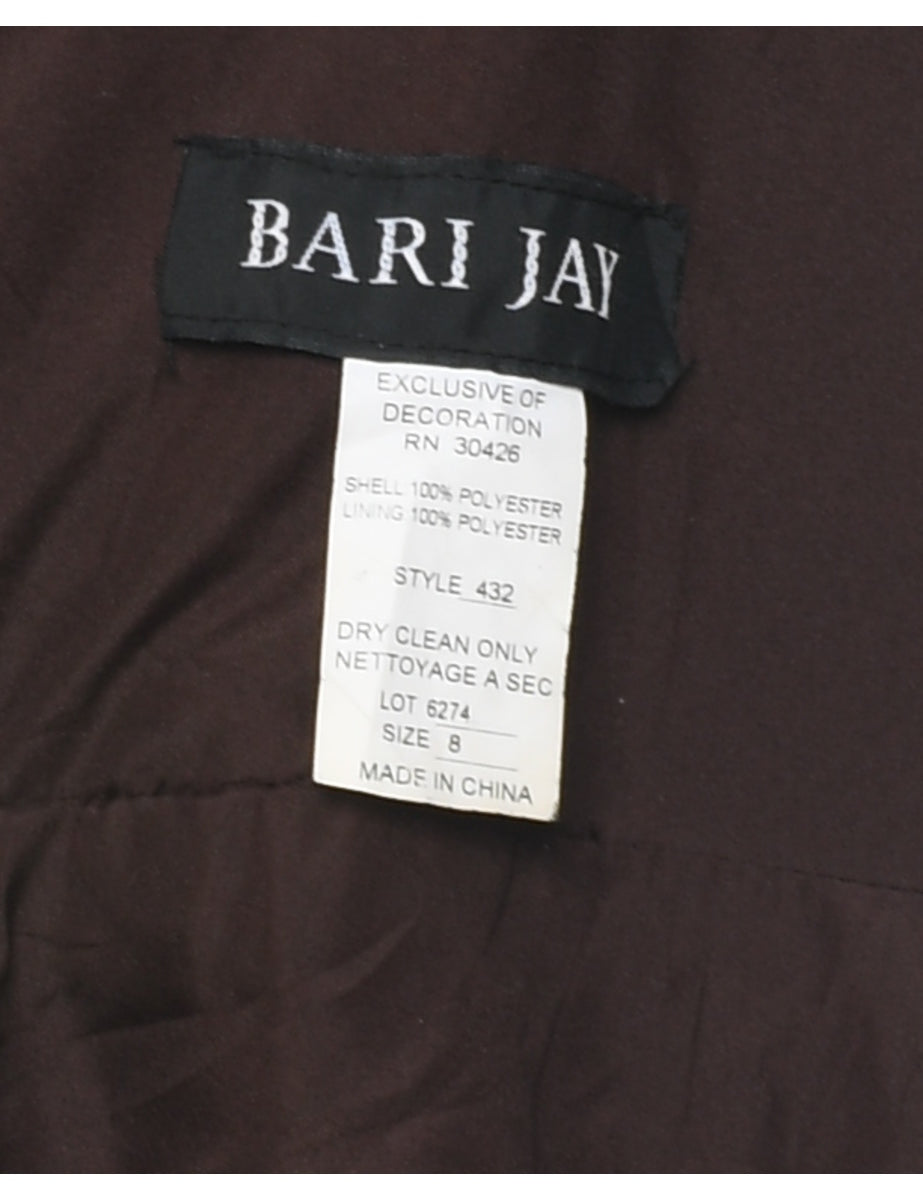 BARI JAY
EXCLUSIVE OF
DECORATION
RN 30426
SHELL 100% POLYESTER
LINING 100% POLYESTER
STYLE 432
DRY CLEAN ONLY
NETTOYAGE A SEC
LOT 6274
SIZE 8
MADE IN CHINA